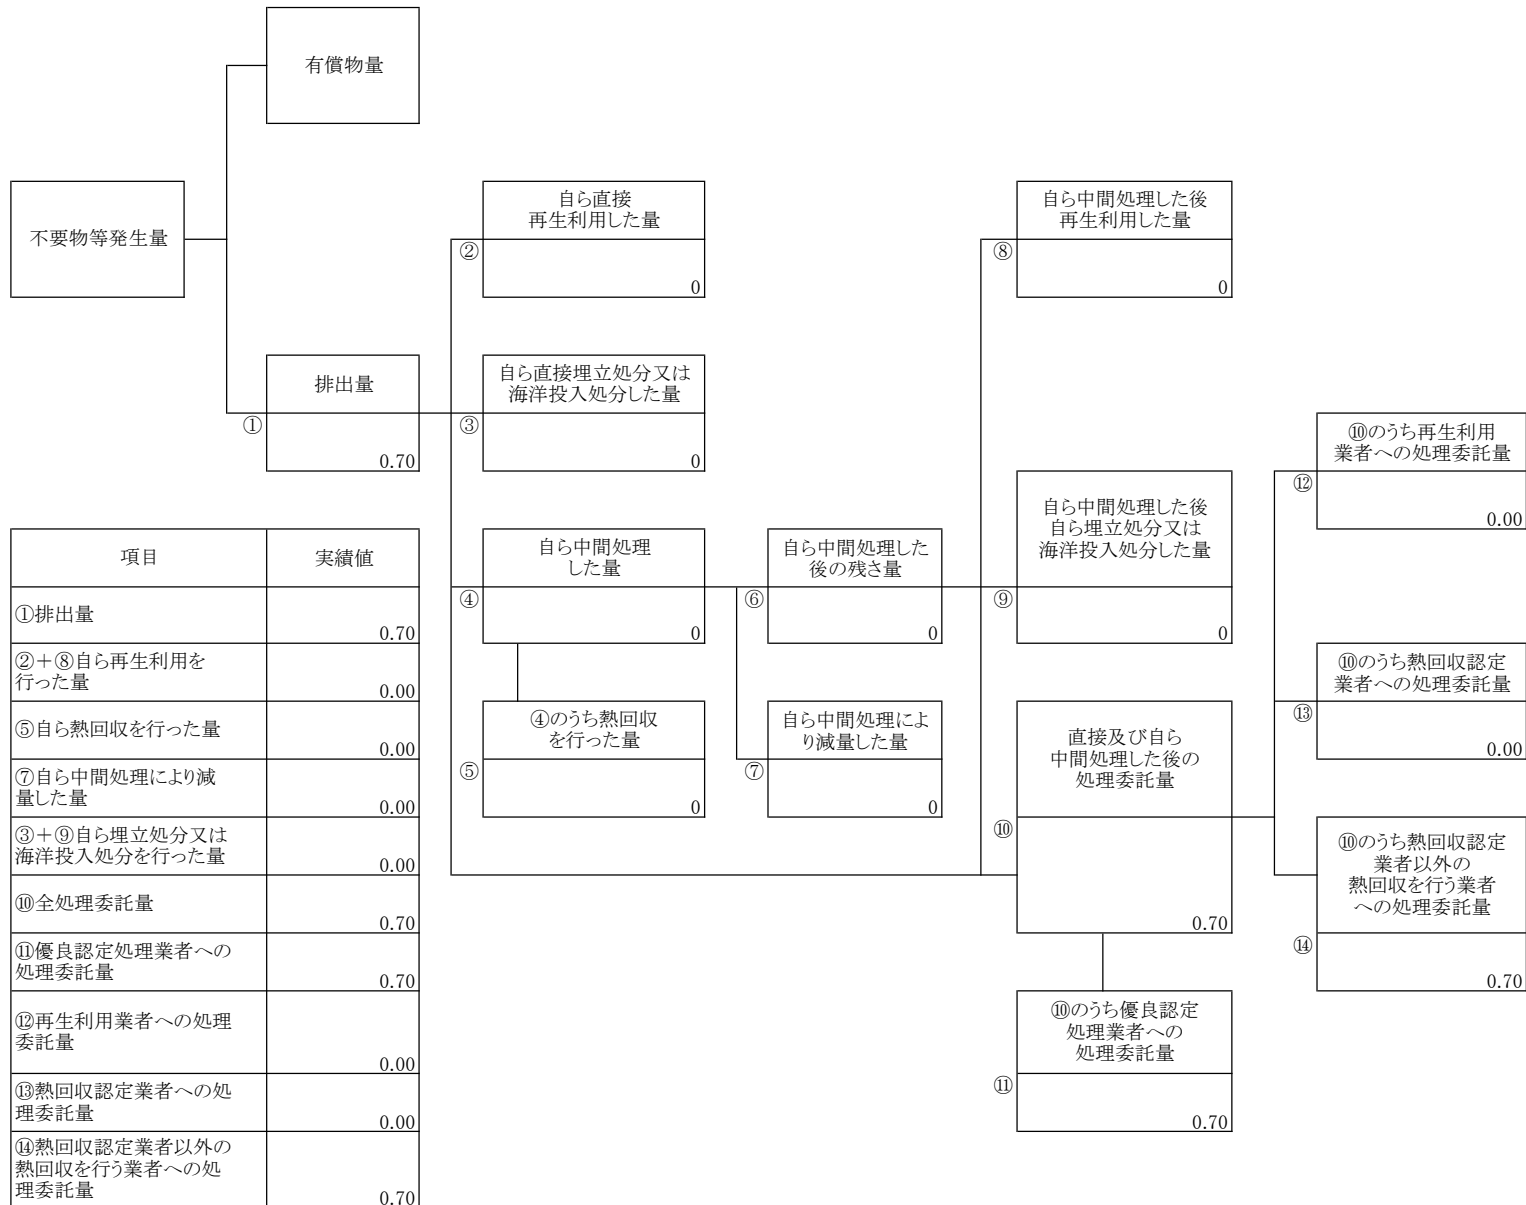 有償物量
不要物等発生量
自ら直接
再生利用した量
②
0
自ら中間処理した後
再生利用した量
⑧
0
排出量
①
0.70
自ら直接埋立処分又は
海洋投入処分した量
③
0
⑩のうち再生利用
業者への処理委託量
⑫
0.00
自ら中間処理
した量
④
0
自ら中間処理した
後の残さ量
⑥
0
自ら中間処理した後
自ら埋立処分又は
海洋投入処分した量
⑨
0
⑩のうち熱回収認定
業者への処理委託量
⑬
0.00
④のうち熱回収
を行った量
⑤
0
自ら中間処理によ
り減量した量
⑦
0
直接及び自ら
中間処理した後の
処理委託量
⑩
0.70
⑩のうち熱回収認定
業者以外の
熱回収を行う業者
への処理委託量
⑭
0.70
⑩のうち優良認定
処理業者への
処理委託量
⑪
0.70
項目 実績値
①排出量
0.70
②＋⑧自ら再生利用を
行った量
0.00
⑤自ら熱回収を行った量
0.00
⑦自ら中間処理により減
量した量
0.00
③＋⑨自ら埋立処分又は
海洋投入処分を行った量
0.00
⑩全処理委託量
0.70
⑪優良認定処理業者への
処理委託量
0.70
⑫再生利用業者への処理
委託量
0.00
⑬熱回収認定業者への処
理委託量
0.00
⑭熱回収認定業者以外の
熱回収を行う業者への処
理委託量
0.70